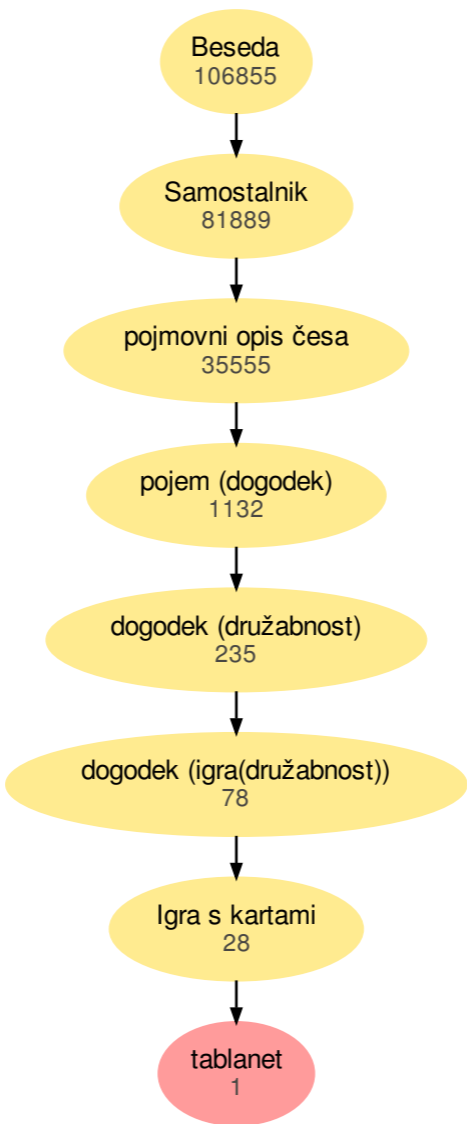 Beseda
106855
Samostalnik
81889
pojmovni opis česa
35555
pojem (dogodek)
1132
dogodek (družabnost)
235
dogodek (igra(družabnost))
78
Igra s kartami
28
tablanet
1